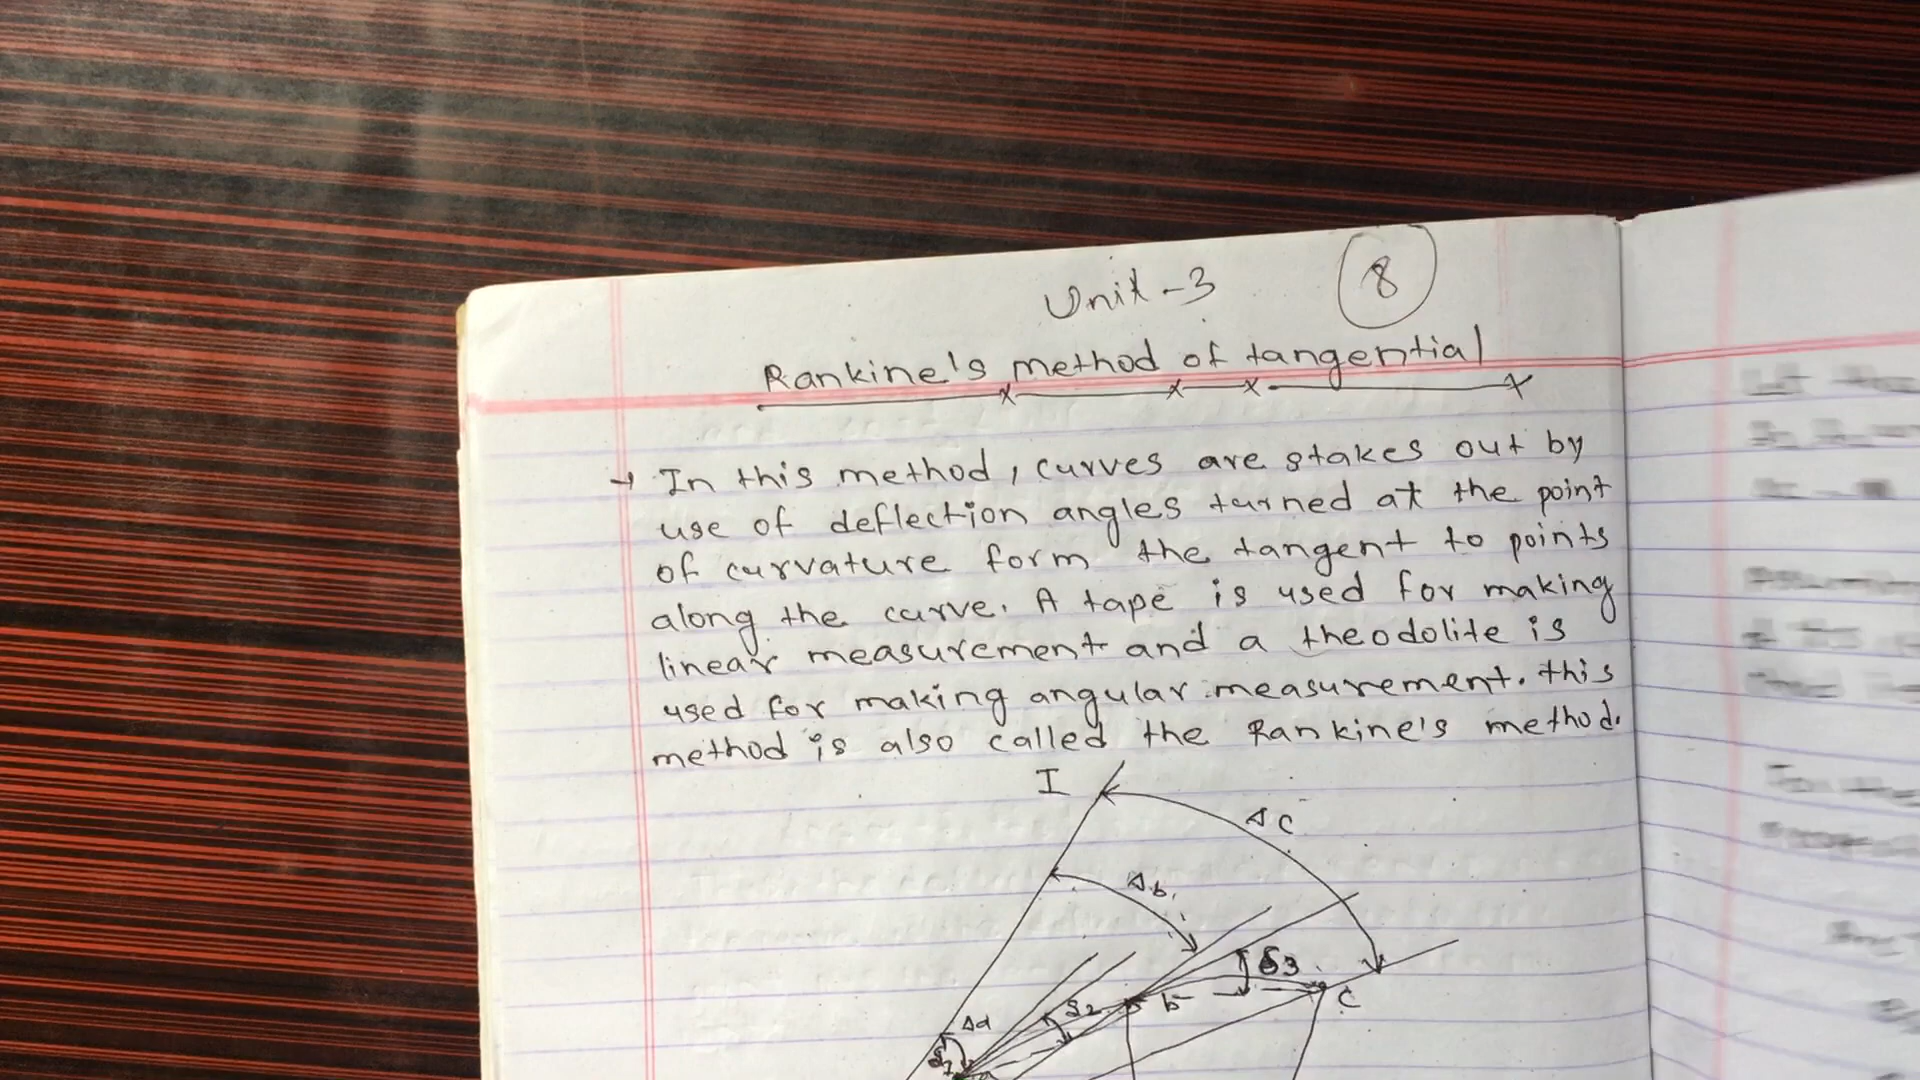 Unit-3
8
Rankine's method of tangential
→ In this method, curves are stakes out by
use of deflection angles turned at the point
of curvature form the tangent to points
along the curve. A tape is used for making
linear measurement and a theodolite is
used for making angular measurement. this
method is also called the Rankine's method.
I
Δc
Δb
δ3
b
C
δ2
Δa
δ1
a